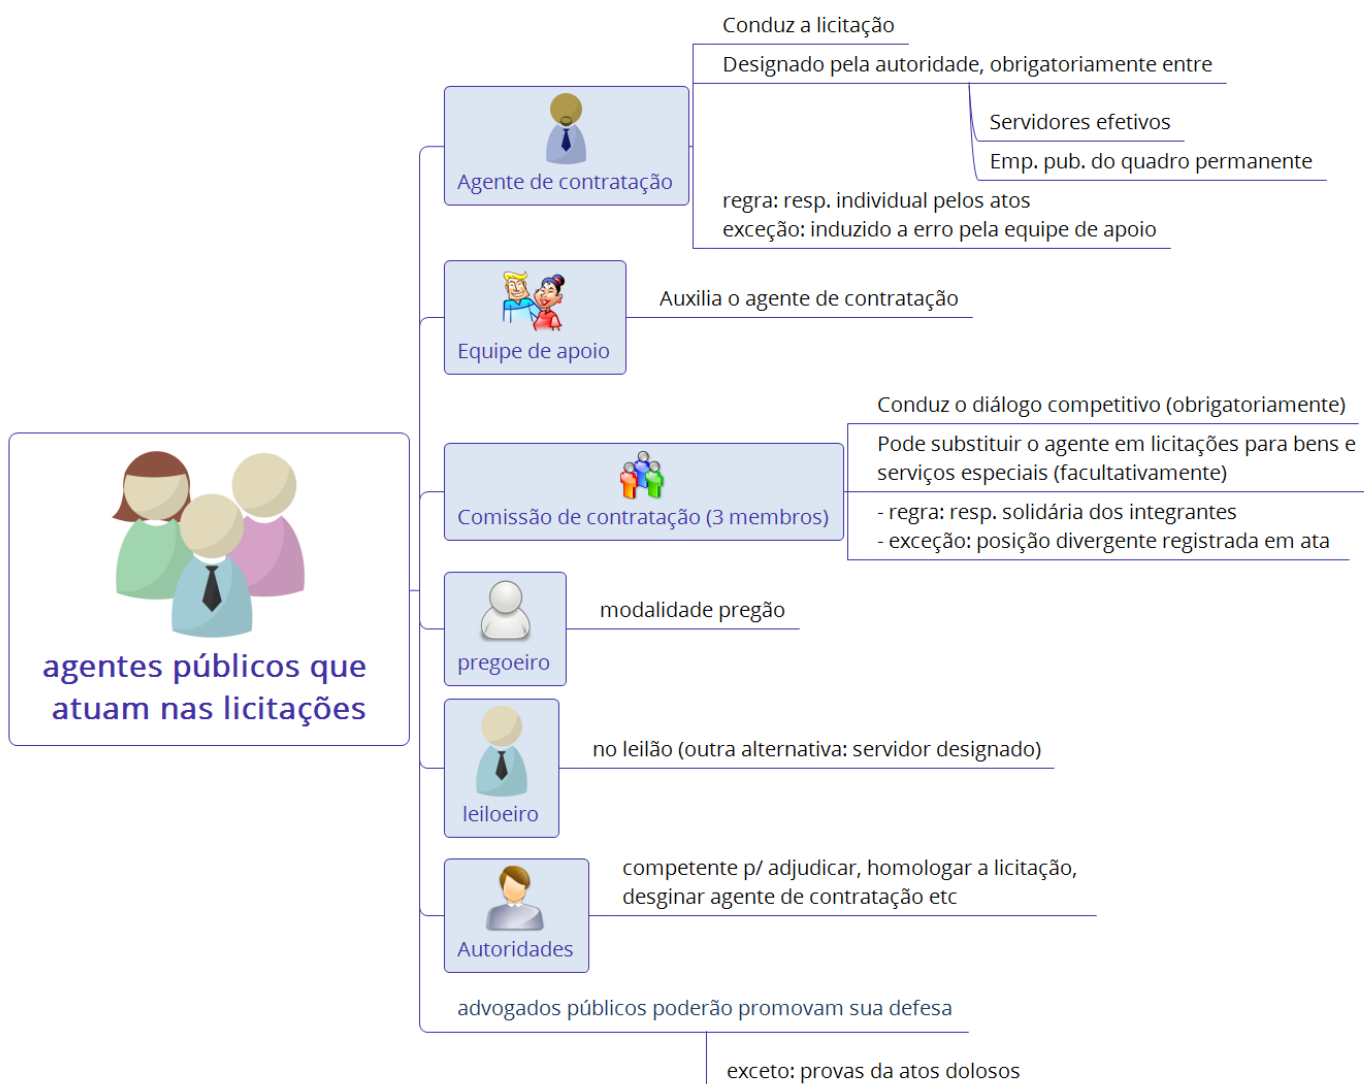 agentes públicos que
atuam nas licitações
Agente de contratação
Conduz a licitação
Designado pela autoridade, obrigatoriamente entre
Servidores efetivos
Emp. pub. do quadro permanente
regra: resp. individual pelos atos
exceção: induzido a erro pela equipe de apoio
Equipe de apoio
Auxilia o agente de contratação
Comissão de contratação (3 membros)
Conduz o diálogo competitivo (obrigatoriamente)
Pode substituir o agente em licitações para bens e
serviços especiais (facultativamente)
- regra: resp. solidária dos integrantes
- exceção: posição divergente registrada em ata
pregoeiro
modalidade pregão
leiloeiro
no leilão (outra alternativa: servidor designado)
Autoridades
competente p/ adjudicar, homologar a licitação,
desginar agente de contratação etc
advogados públicos poderão promovam sua defesa
exceto: provas da atos dolosos